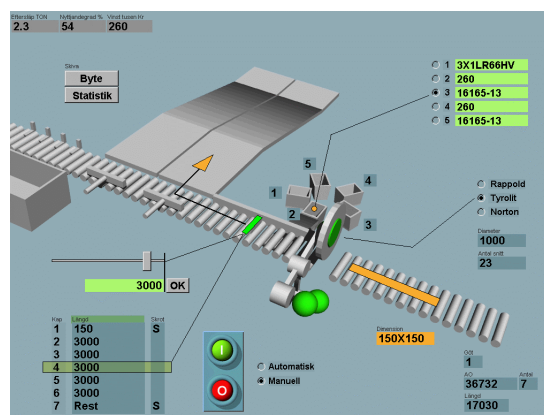 Eftersläp TON Nyttjandegrad % Vinst tusen kr
2.3 54 260
Skiva
Byte
Statistik
1 3X1LR66HV
2 260
3 16165-13
4 260
5 16165-13
5
4
1
2
3
Rappold
Tyrolit
Norton
Diameter
1000
Antal snitt
23
3000 OK
Dimension
150X150
Kap Längd Skrot
1 150 S
2 3000
3 3000
4 3000
5 3000
6 3000
7 Rest S
I
O
Automatisk
Manuell
Göt
1
AO Antal
36732 7
Längd
17030